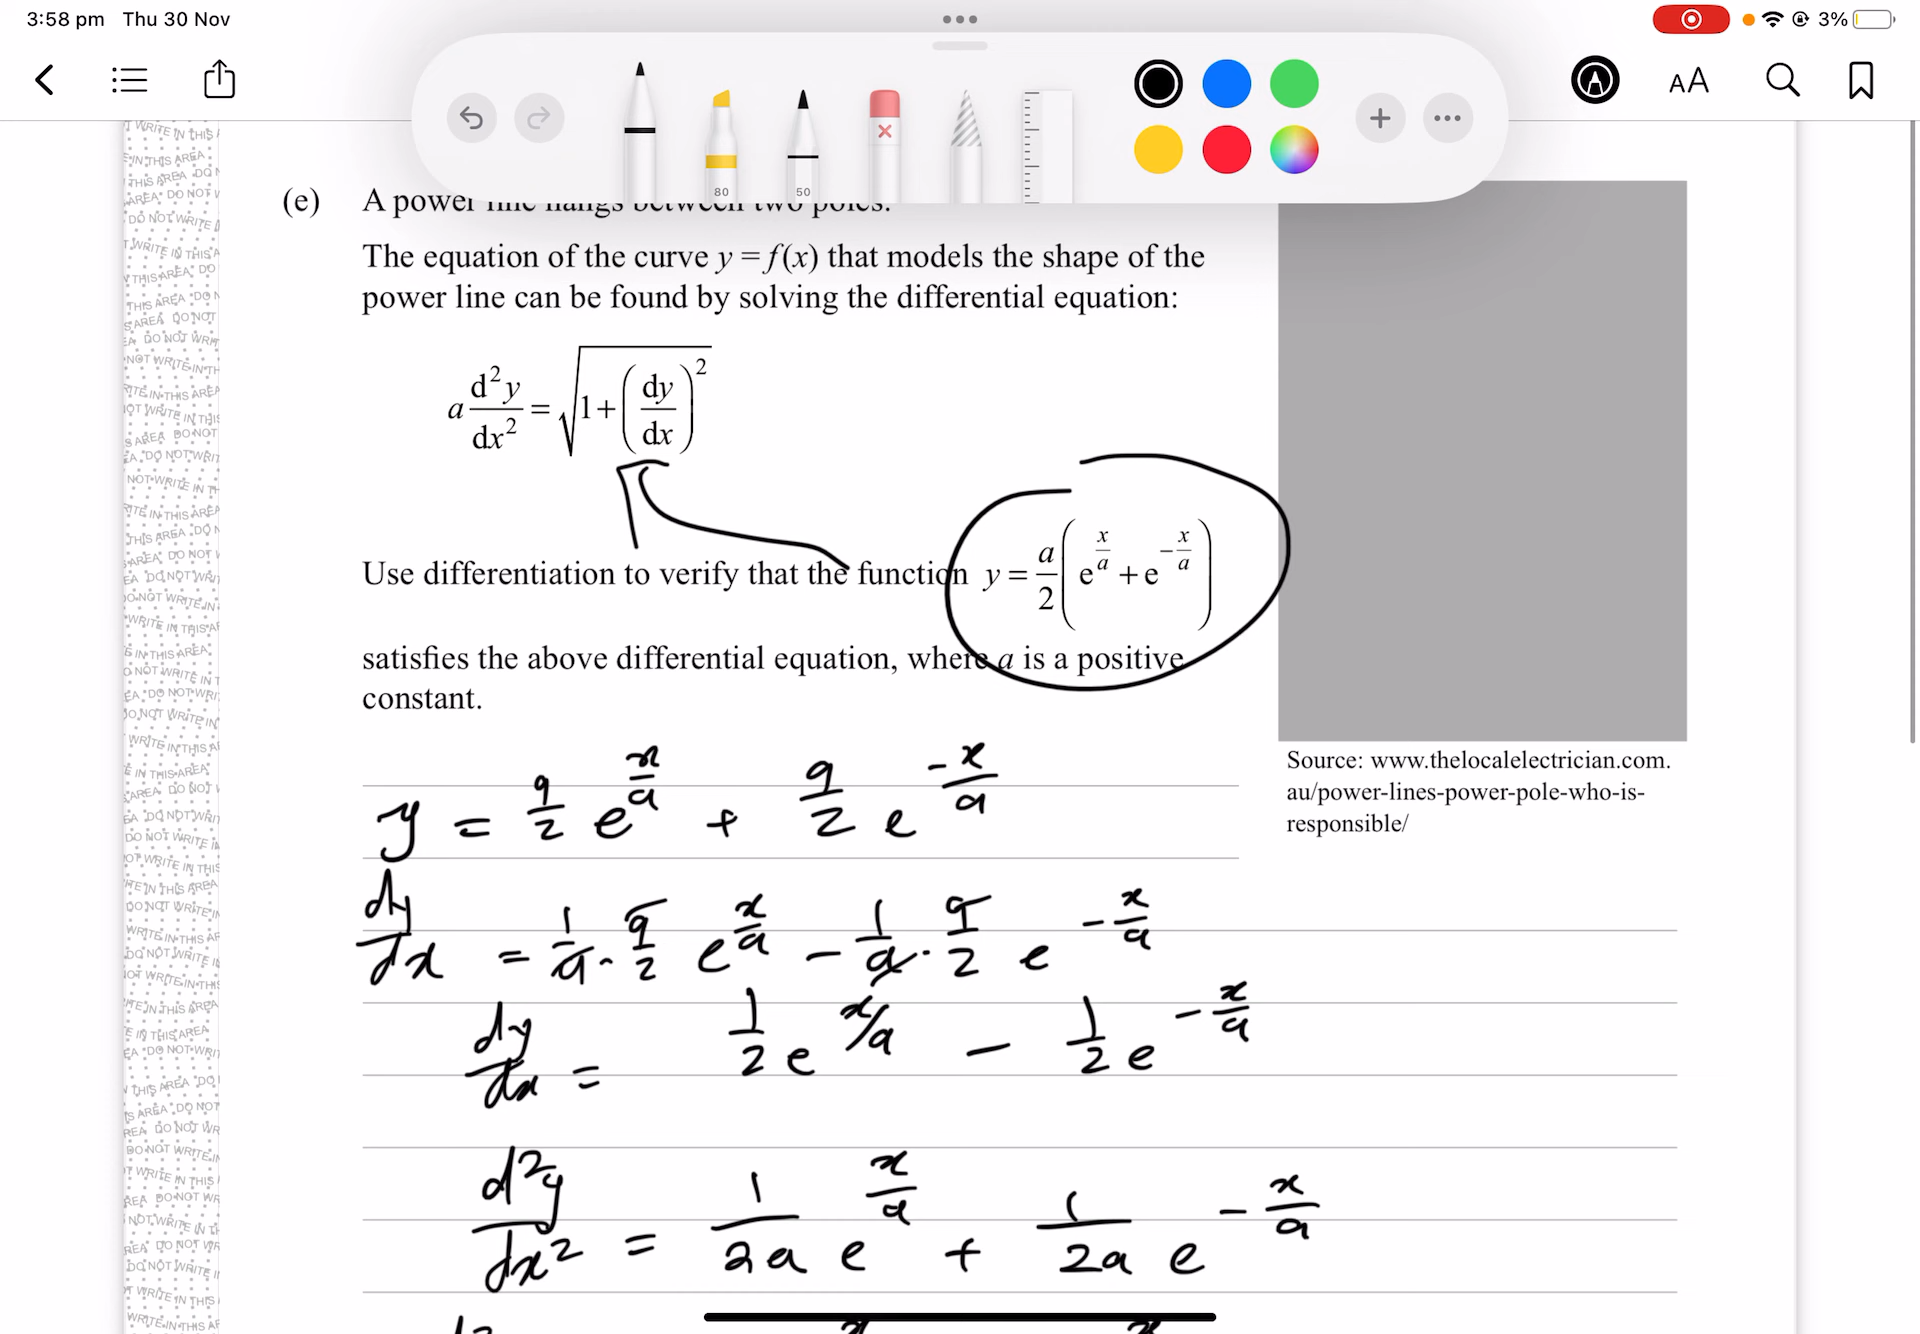 3:58 pm Thu 30 Nov
3%
80
50
AA
(e) A power line hangs between two poles.
The equation of the curve y = f(x) that models the shape of the
power line can be found by solving the differential equation:
a d²y/dx² = √(1+(dy/dx)²)
Use differentiation to verify that the function y = a/2 (e^(x/a) + e^(-x/a))
satisfies the above differential equation, where a is a positive
constant.
Source: www.thelocalelectrician.com.
au/power-lines-power-pole-who-is-
responsible/
y = a/2 e^(x/a) + a/2 e^(-x/a)
dy/dx = 1/a · a/2 e^(x/a) - 1/a · a/2 e^(-x/a)
dy/dx = 1/2 e^(x/a) - 1/2 e^(-x/a)
d²y/dx² = 1/2a e^(x/a) + 1/2a e^(-x/a)